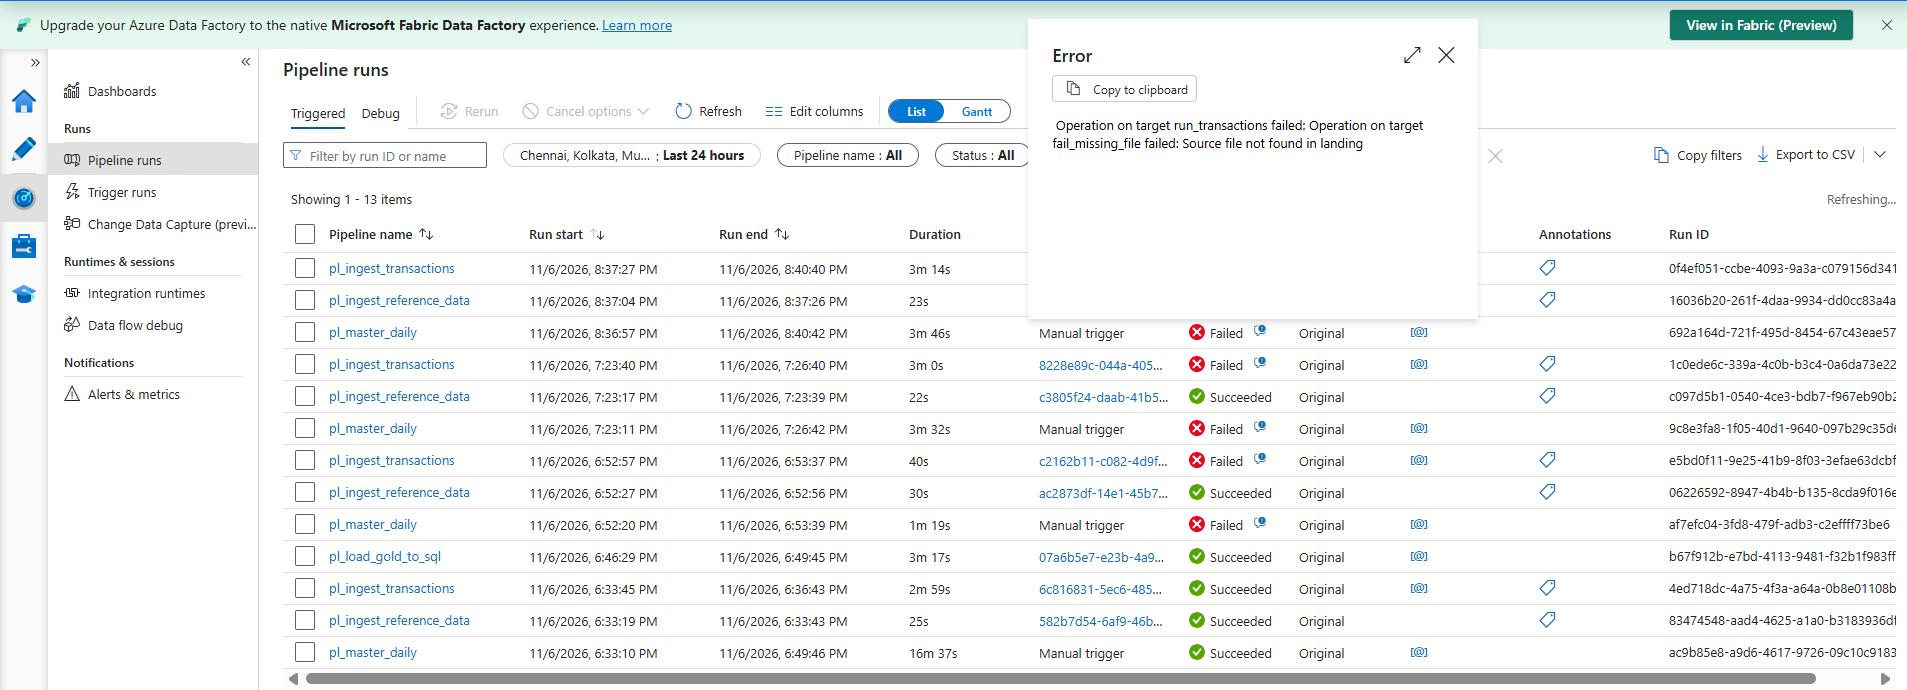 Upgrade your Azure Data Factory to the native Microsoft Fabric Data Factory experience. Learn more
View in Fabric (Preview)
Dashboards
Runs
Pipeline runs
Trigger runs
Change Data Capture (previ...
Runtimes & sessions
Integration runtimes
Data flow debug
Notifications
Alerts & metrics
Pipeline runs
Triggered Debug Rerun Cancel options Refresh Edit columns List Gantt
Filter by run ID or name Chennai, Kolkata, Mu... : Last 24 hours Pipeline name : All Status : All Copy filters Export to CSV
Error
Copy to clipboard
Operation on target run_transactions failed: Operation on target
fail_missing_file failed: Source file not found in landing
Showing 1 - 13 items Refreshing...
Pipeline name Run start Run end Duration Annotations Run ID
pl_ingest_transactions 11/6/2026, 8:37:27 PM 11/6/2026, 8:40:40 PM 3m 14s 0f4ef051-ccbe-4093-9a3a-c079156d341
pl_ingest_reference_data 11/6/2026, 8:37:04 PM 11/6/2026, 8:37:26 PM 23s 16036b20-261f-4daa-9934-dd0cc83a4a
pl_master_daily 11/6/2026, 8:36:57 PM 11/6/2026, 8:40:42 PM 3m 46s Manual trigger Failed Original [@] 692a164d-721f-495d-8454-67c43eae57
pl_ingest_transactions 11/6/2026, 7:23:40 PM 11/6/2026, 7:26:40 PM 3m 0s 8228e89c-044a-405... Failed Original [@] 1c0ede6c-339a-4c0b-b3c4-0a6da73e22
pl_ingest_reference_data 11/6/2026, 7:23:17 PM 11/6/2026, 7:23:39 PM 22s c3805f24-daab-41b5... Succeeded Original c097d5b1-0540-4ce3-bdb7-f967eb90b2
pl_master_daily 11/6/2026, 7:23:11 PM 11/6/2026, 7:26:42 PM 3m 32s Manual trigger Failed Original [@] 9c8e3fa8-1f05-40d1-9640-097b29c35d6
pl_ingest_transactions 11/6/2026, 6:52:57 PM 11/6/2026, 6:53:37 PM 40s c2162b11-c082-4d9f... Failed Original [@] e5bd0f11-9e25-41b9-8f03-3efae63dcbf
pl_ingest_reference_data 11/6/2026, 6:52:27 PM 11/6/2026, 6:52:56 PM 30s ac2873df-14e1-45b7... Succeeded Original 06226592-8947-4b4b-b135-8cda9f016e
pl_master_daily 11/6/2026, 6:52:20 PM 11/6/2026, 6:53:39 PM 1m 19s Manual trigger Failed Original [@] af7efc04-3fd8-479f-adb3-c2effff73be6
pl_load_gold_to_sql 11/6/2026, 6:46:29 PM 11/6/2026, 6:49:45 PM 3m 17s 07a6b5e7-e23b-4a9... Succeeded Original [@] b67f912b-e7bd-4113-9481-f32b1f983ff
pl_ingest_transactions 11/6/2026, 6:33:45 PM 11/6/2026, 6:36:43 PM 2m 59s 6c816831-5ec6-485... Succeeded Original [@] 4ed718dc-4a75-4f3a-a64a-0b8e01108b
pl_ingest_reference_data 11/6/2026, 6:33:19 PM 11/6/2026, 6:33:43 PM 25s 582b7d54-6af9-46b... Succeeded Original 83474548-aad4-4625-a1a0-b3183936df
pl_master_daily 11/6/2026, 6:33:10 PM 11/6/2026, 6:49:46 PM 16m 37s Manual trigger Succeeded Original [@] ac9b85e8-a9d6-4617-9726-09c10c9183